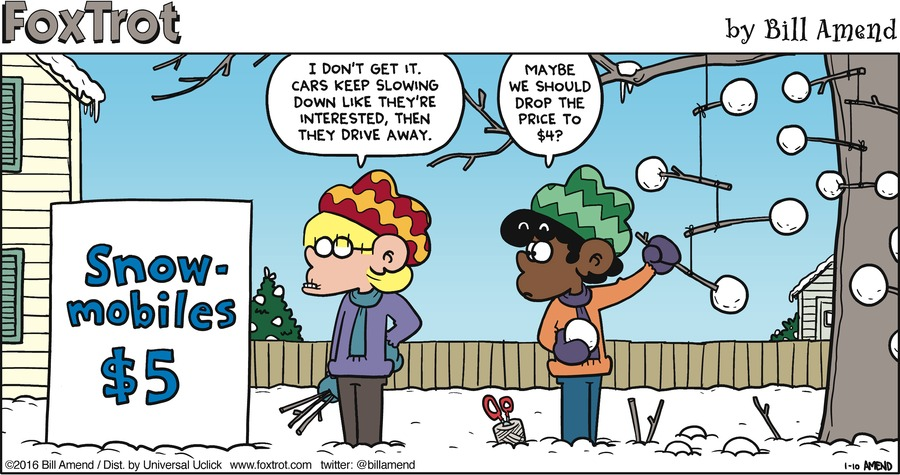 FoxTrot
by Bill Amend
I DON'T GET IT.
CARS KEEP SLOWING
DOWN LIKE THEY'RE
INTERESTED, THEN
THEY DRIVE AWAY.
MAYBE
WE SHOULD
DROP THE
PRICE TO
$4?
Snow-
mobiles
$5
©2016 Bill Amend / Dist. by Universal Uclick www.foxtrot.com twitter: @billamend
1-10 AMEND